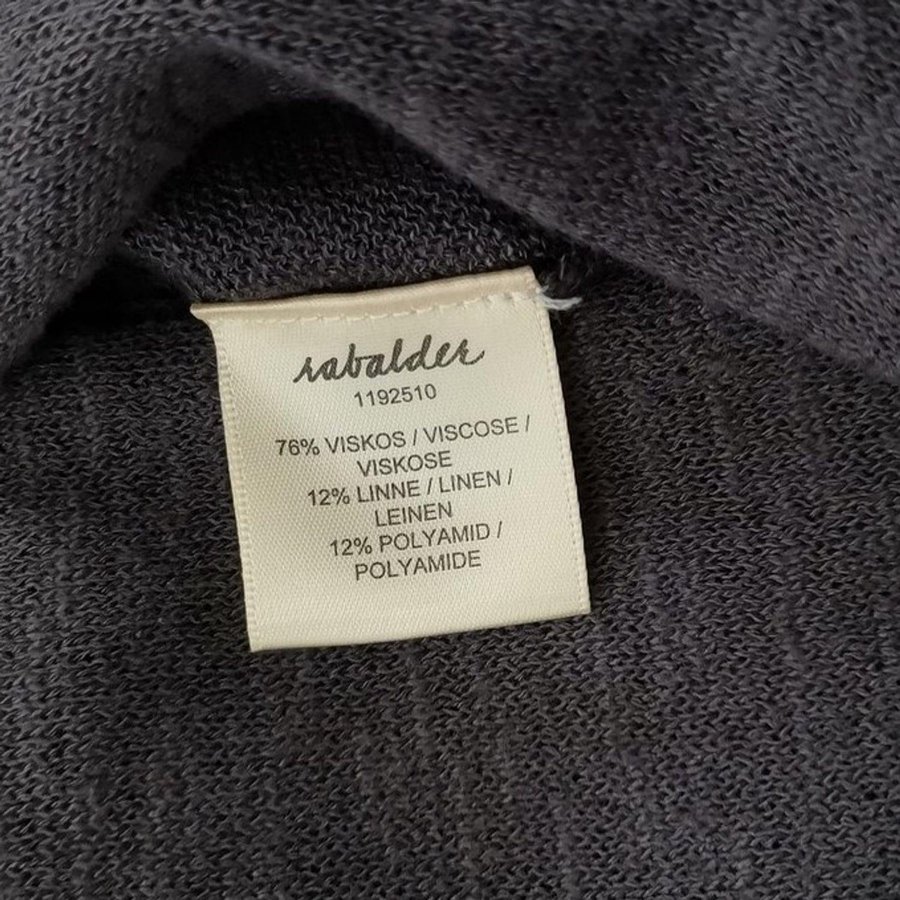 rabalder
1192510
76% VISKOS / VISCOSE /
VISKOSE
12% LINNE / LINEN /
LEINEN
12% POLYAMID /
POLYAMIDE